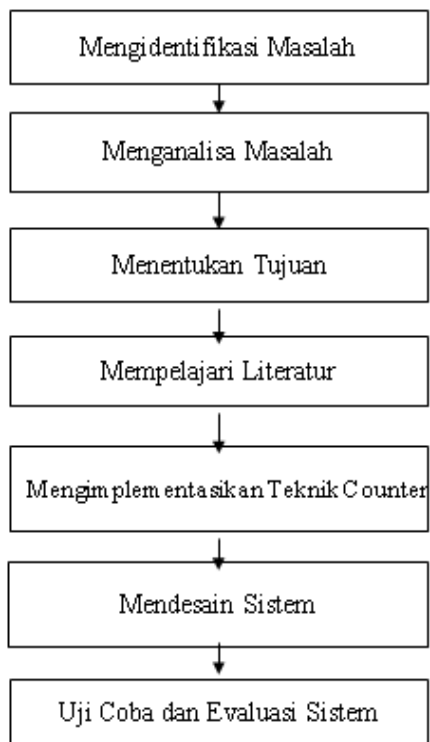 Mengidentifikasi Masalah
Menganalisa Masalah
Menentukan Tujuan
Mempelajari Literatur
Mengimplementasikan Teknik Counter
Mendesain Sistem
Uji Coba dan Evaluasi Sistem